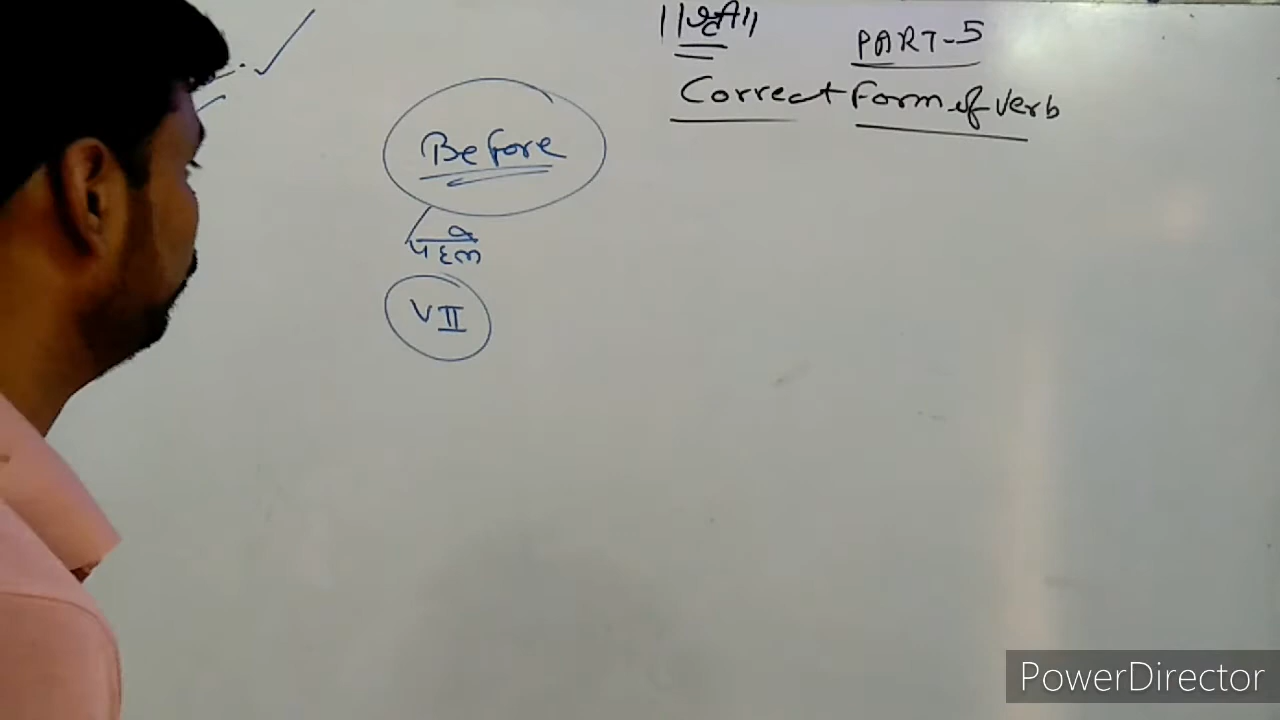 ||श्री||
PART-5
Correct Form of Verb
Before
पहले
V II
PowerDirector